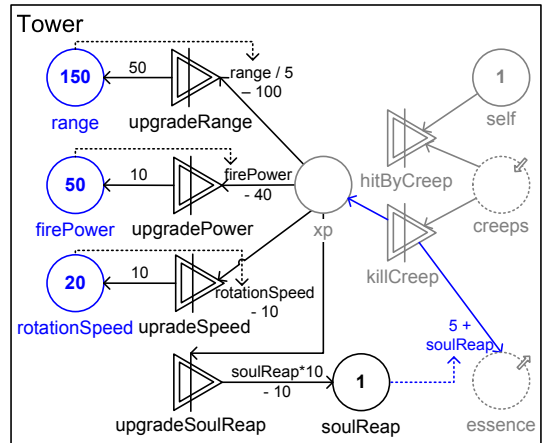 Tower
150
50
range / 5
– 100
1
range
upgradeRange
self
hitByCreep
50
10
firePower
- 40
firePower
upgradePower
xp
killCreep
creeps
20
10
rotationSpeed
- 10
rotationSpeed
upradeSpeed
5 +
soulReap
soulReap*10
- 10
1
upgradeSoulReap
soulReap
essence